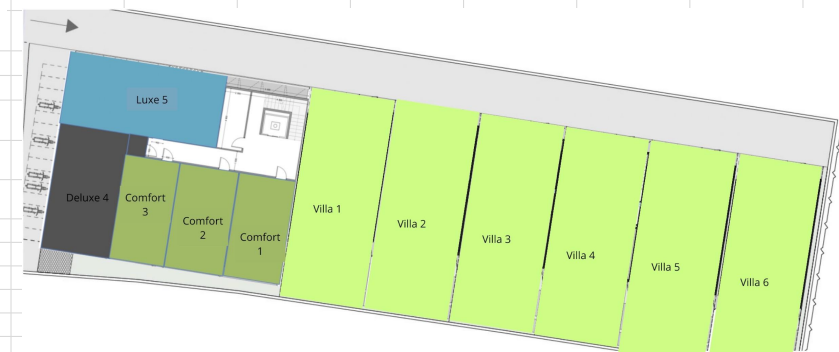 Luxe 5
Deluxe 4
Comfort
3
Comfort
2
Comfort
1
Villa 1
Villa 2
Villa 3
Villa 4
Villa 5
Villa 6